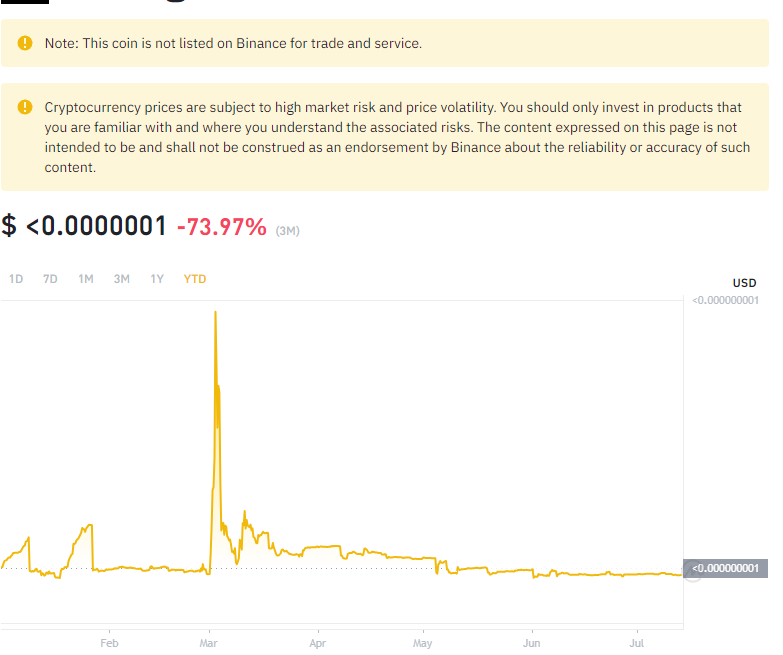 Note: This coin is not listed on Binance for trade and service.
Cryptocurrency prices are subject to high market risk and price volatility. You should only invest in products that
you are familiar with and where you understand the associated risks. The content expressed on this page is not
intended to be and shall not be construed as an endorsement by Binance about the reliability or accuracy of such
content.
$ <0.0000001 -73.97% (3M)
1D 7D 1M 3M 1Y YTD
USD
<0.000000001
<0.000000001
Feb Mar Apr May Jun Jul